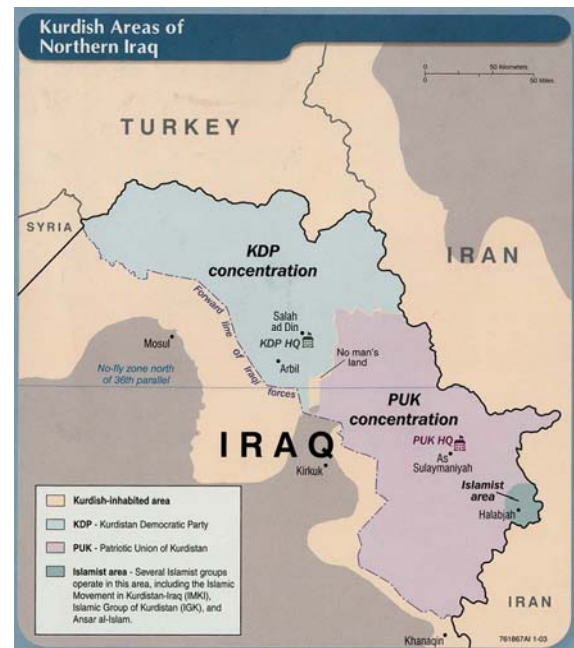 Kurdish Areas of
Northern Iraq
0 50 Kilometers
0 50 Miles
TURKEY
SYRIA
IRAN
KDP
concentration
Forward line of Iraqi forces
Salah
ad Din
KDP HQ
Mosul
Arbil
No man's
land
No-fly zone north
of 36th parallel
PUK
concentration
IRAQ
PUK HQ
As
Sulaymaniyah
Kirkuk
Islamist
area
Halabjah
Kurdish-inhabited area
KDP - Kurdistan Democratic Party
PUK - Patriotic Union of Kurdistan
Islamist area - Several Islamist groups
operate in this area, including the Islamic
Movement in Kurdistan-Iraq (IMKI),
Islamic Group of Kurdistan (IGK), and
Ansar al-Islam.
IRAN
Khanaqin
761867AI 1-03